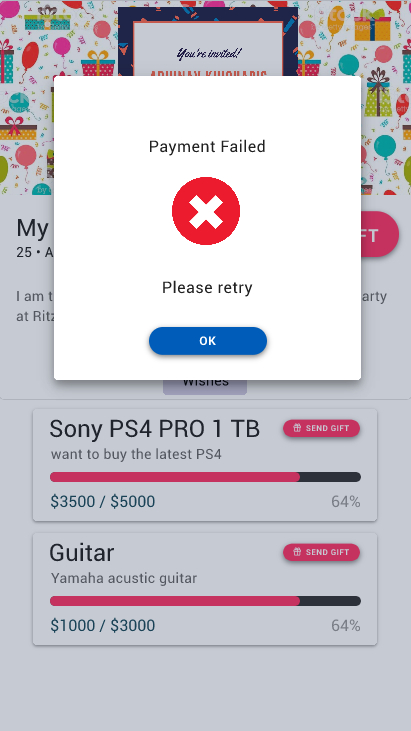 You're invited!
Payment Failed
Please retry
OK
My
FT
25 • A
I am t
arty
at Ritz
Wishes
Sony PS4 PRO 1 TB
SEND GIFT
want to buy the latest PS4
$3500 / $5000
64%
Guitar
SEND GIFT
Yamaha acustic guitar
$1000 / $3000
64%